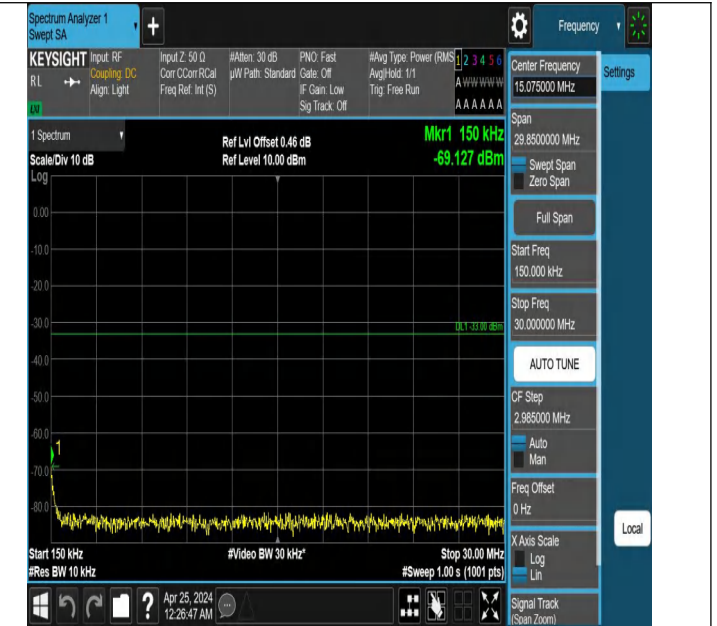 Spectrum Analyzer 1
Swept SA
+
Frequency
KEYSIGHT
RL
Input: RF
Coupling: DC
Align: Light
Input Z: 50 Ω
Corr CCorr RCal
Freq Ref: Int (S)
#Atten: 30 dB
µW Path: Standard
PNO: Fast
Gate: Off
IF Gain: Low
Sig Track: Off
#Avg Type: Power (RMS
Avg|Hold: 1/1
Trig: Free Run
1 2 3 4 5 6
A W W W W W
A A A A A A
1 Spectrum
Scale/Div 10 dB
Log
Ref Lvl Offset 0.46 dB
Ref Level 10.00 dBm
Mkr1 150 kHz
-69.127 dBm
0.00
-10.0
-20.0
-30.0
DL1 -33.00 dBm
-40.0
-50.0
-60.0
1
-70.0
-80.0
Start 150 kHz
#Res BW 10 kHz
#Video BW 30 kHz*
Stop 30.00 MHz
#Sweep 1.00 s (1001 pts)
Center Frequency
15.075000 MHz
Settings
Span
29.8500000 MHz
Swept Span
Zero Span
Full Span
Start Freq
150.000 kHz
Stop Freq
30.000000 MHz
AUTO TUNE
CF Step
2.985000 MHz
Auto
Man
Freq Offset
0 Hz
X Axis Scale
Log
Lin
Local
Signal Track
(Span Zoom)
?
Apr 25, 2024
12:26:47 AM